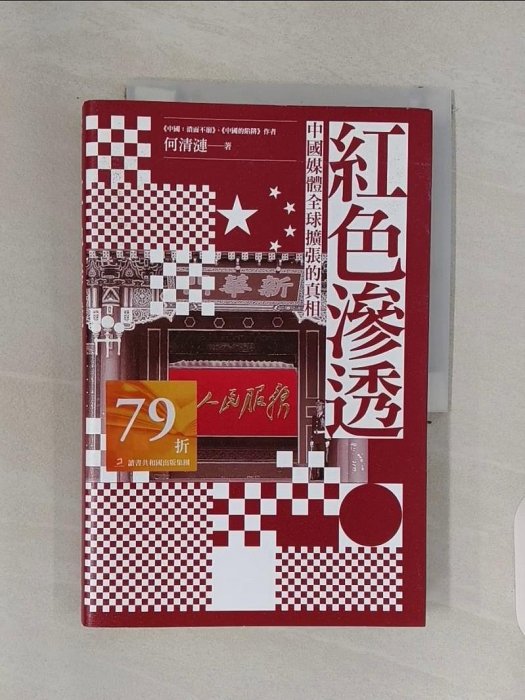 紅色滲透
中國媒體全球擴張的真相
《中國：潰而不崩》、《中國的陷阱》作者
何清漣──著
新華
人民服務
79折
讀書共和國出版集團